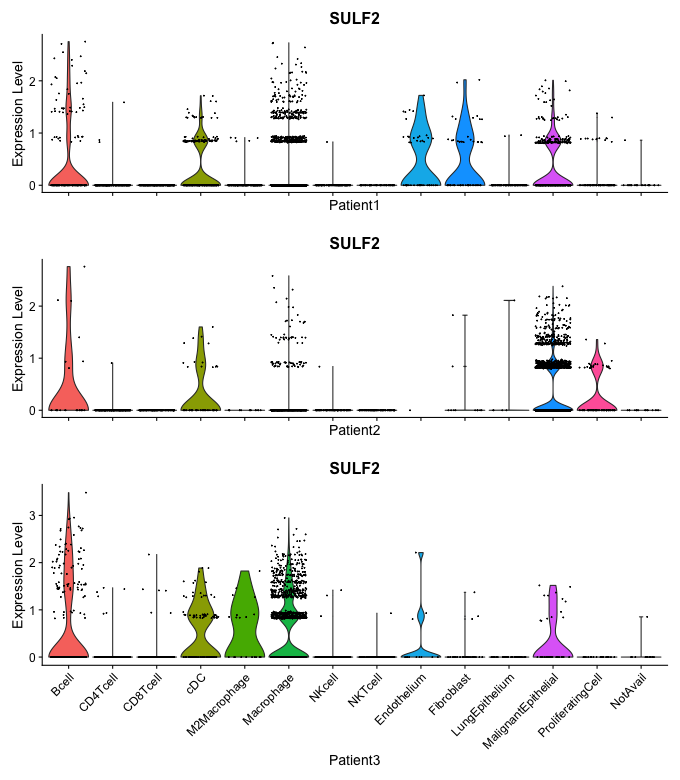 SULF2
Expression Level
2
1
0
Patient1
SULF2
Expression Level
2
1
0
Patient2
SULF2
Expression Level
3
2
1
0
Bcell
CD4Tcell
CD8Tcell
cDC
M2Macrophage
Macrophage
NKcell
NKTcell
Endothelium
Fibroblast
LungEpithelium
MalignantEpithelial
ProliferatingCell
NotAvail
Patient3